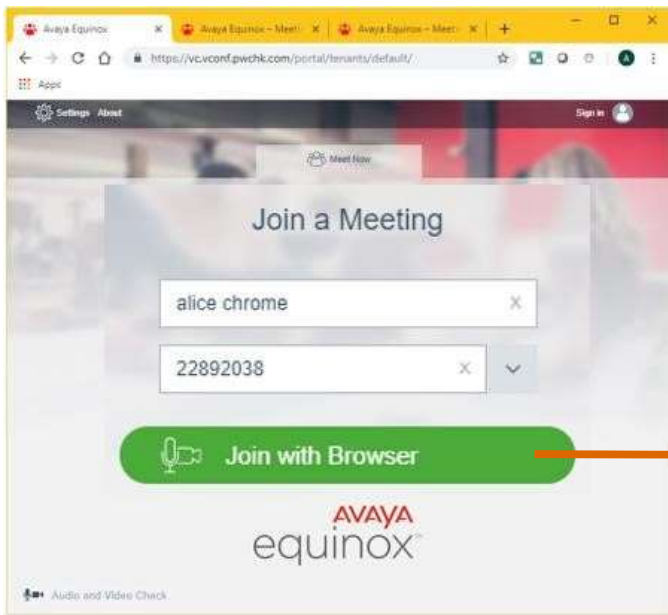 Avaya Equinox
Avaya Equinox – Meeti
Avaya Equinox – Meeti
https://vc.vconf.pwchk.com/portal/tenants/default/
A
Apps
Settings About
Sign in
Meet Now
Join a Meeting
alice chrome
22892038
Join with Browser
AVAYA
equinox
Audio and Video Check